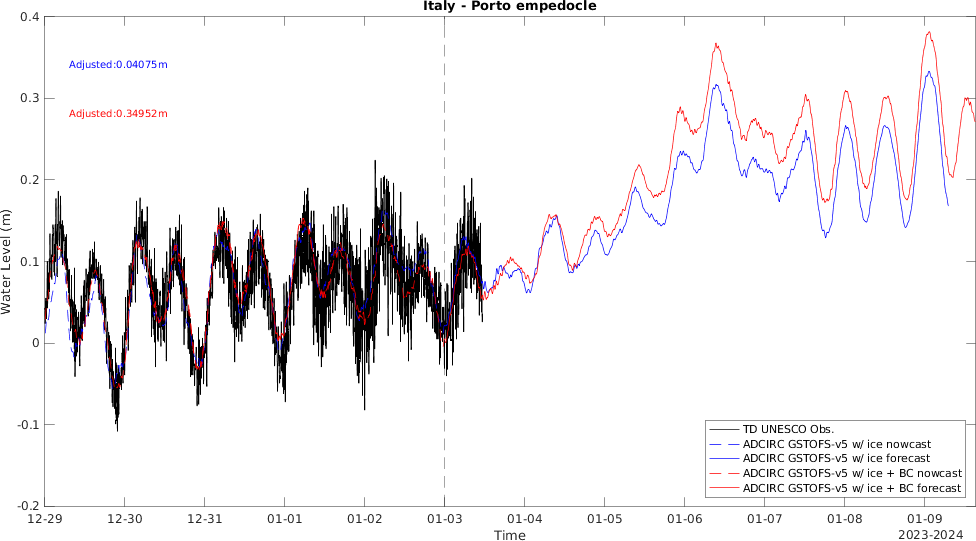 Italy - Porto empedocle
0.4
0.3
0.2
0.1
0
-0.1
-0.2
Water Level (m)
Adjusted:0.04075m
Adjusted:0.34952m
TD UNESCO Obs.
ADCIRC GSTOFS-v5 w/ ice nowcast
ADCIRC GSTOFS-v5 w/ ice forecast
ADCIRC GSTOFS-v5 w/ ice + BC nowcast
ADCIRC GSTOFS-v5 w/ ice + BC forecast
12-29 12-30 12-31 01-01 01-02 01-03 01-04 01-05 01-06 01-07 01-08 01-09
Time
2023-2024